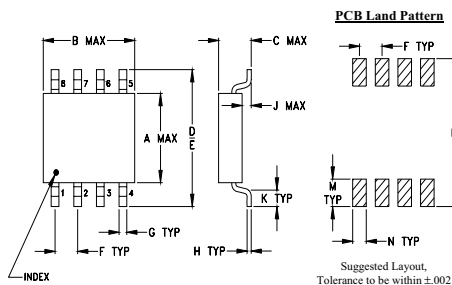 PCB Land Pattern
B MAX
C MAX
F TYP
8 7 6 5
J MAX
A MAX
D
E
K TYP
M
TYP
1 2 3 4
G TYP
F TYP
H TYP
N TYP
INDEX
Suggested Layout,
Tolerance to be within ±.002